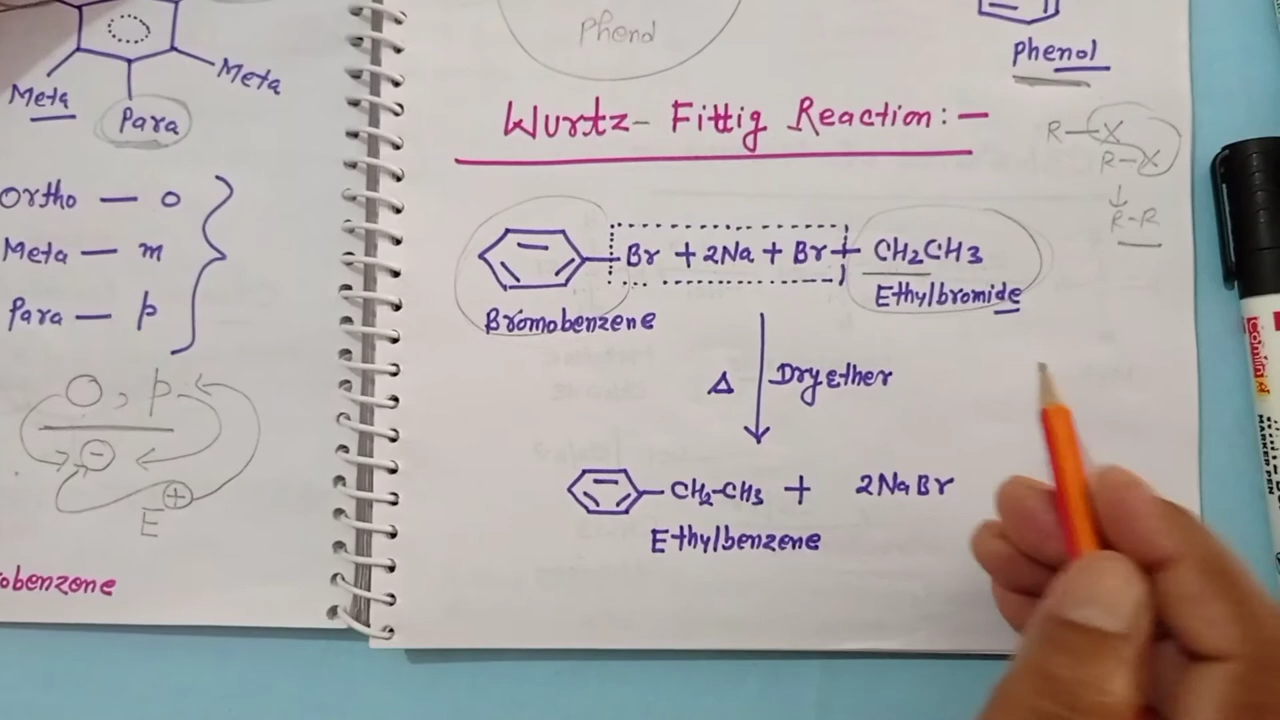 Meta
Meta
Para
Ortho — o
Meta — m
Para — p
O, p
⊖
⊕
E
obenzone
Phenol
phenol
Wurtz-Fittig Reaction:-
R—X
R-X
↓
R-R
Br + 2Na + Br — CH2CH3
Bromobenzene
Ethylbromide
Δ Dry ether
CH2-CH3 + 2NaBr
Ethylbenzene